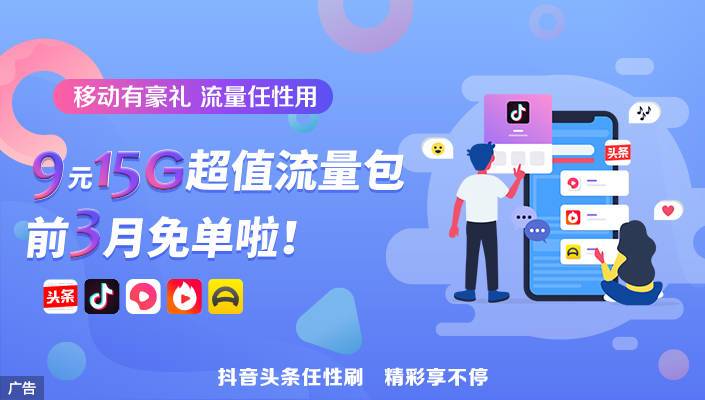 移动有豪礼 流量任性用
9元15G超值流量包
前3月免单啦!
头条
头条
抖音头条任性刷 精彩享不停
广告